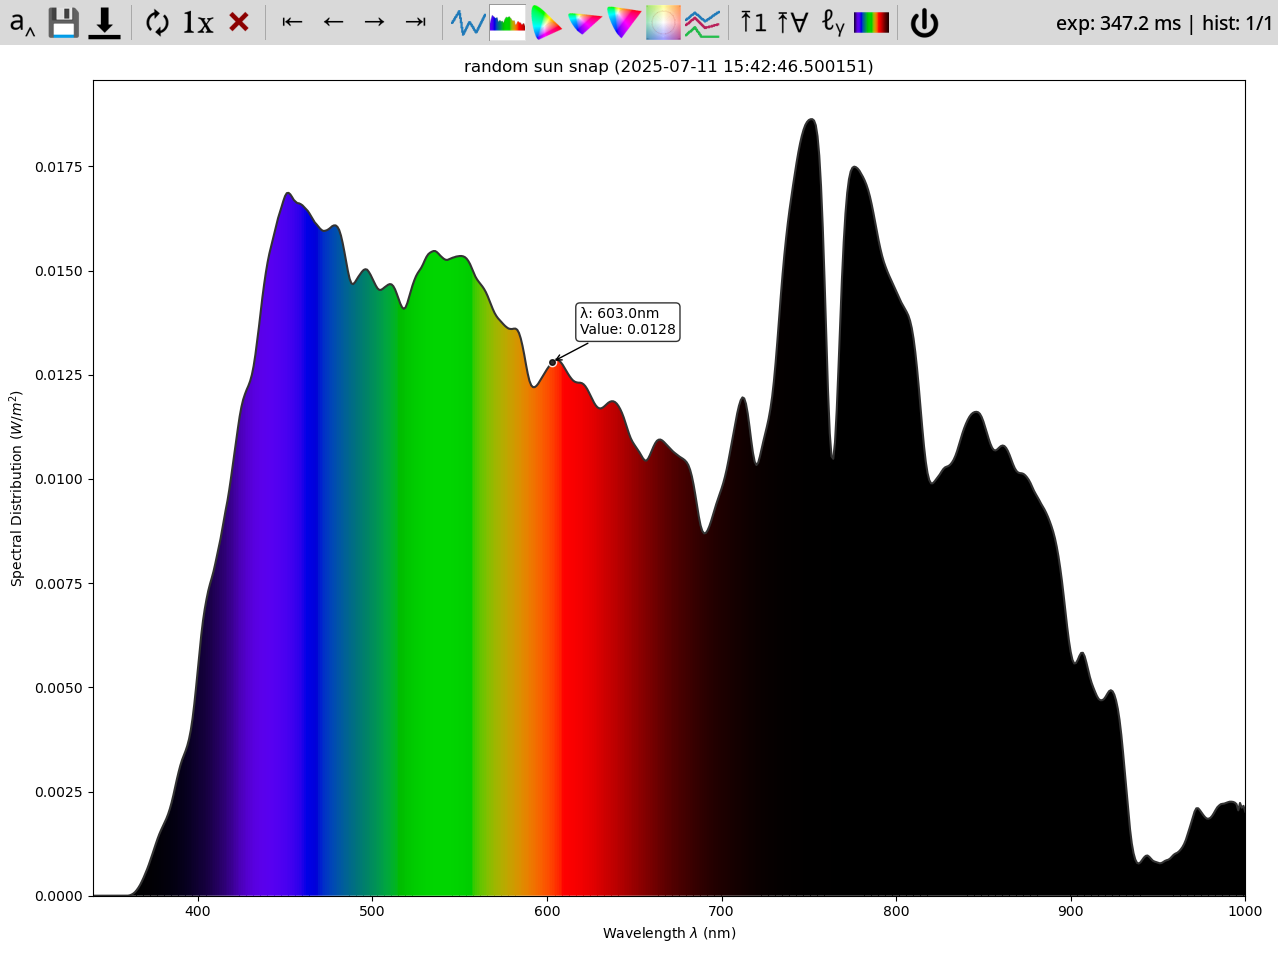 a^ 1x ← → ↑1 ↑∀ ℓγ exp: 347.2 ms | hist: 1/1
random sun snap (2025-07-11 15:42:46.500151)
0.0175
0.0150
λ: 603.0nm
Value: 0.0128
0.0125
Spectral Distribution (W/m²)
0.0100
0.0075
0.0050
0.0025
0.0000
400 500 600 700 800 900 1000
Wavelength λ (nm)